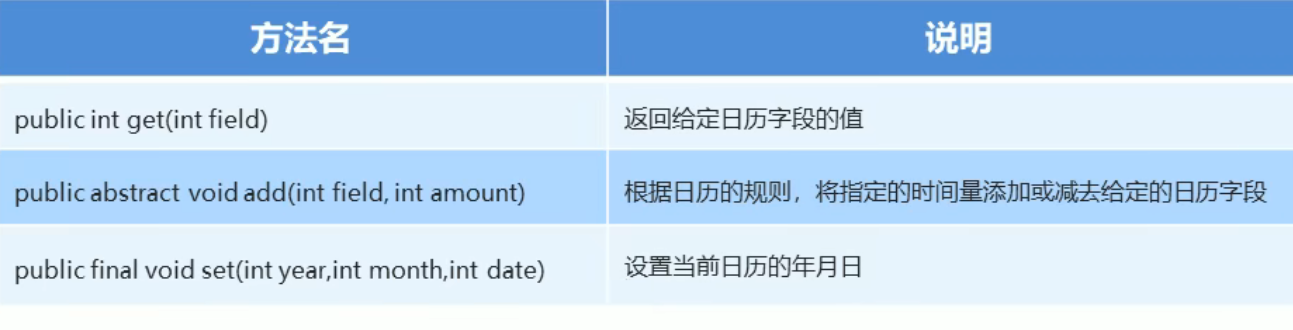 方法名 说明
public int get(int field) 返回给定日历字段的值
public abstract void add(int field, int amount) 根据日历的规则，将指定的时间量添加或减去给定的日历字段
public final void set(int year,int month,int date) 设置当前日历的年月日